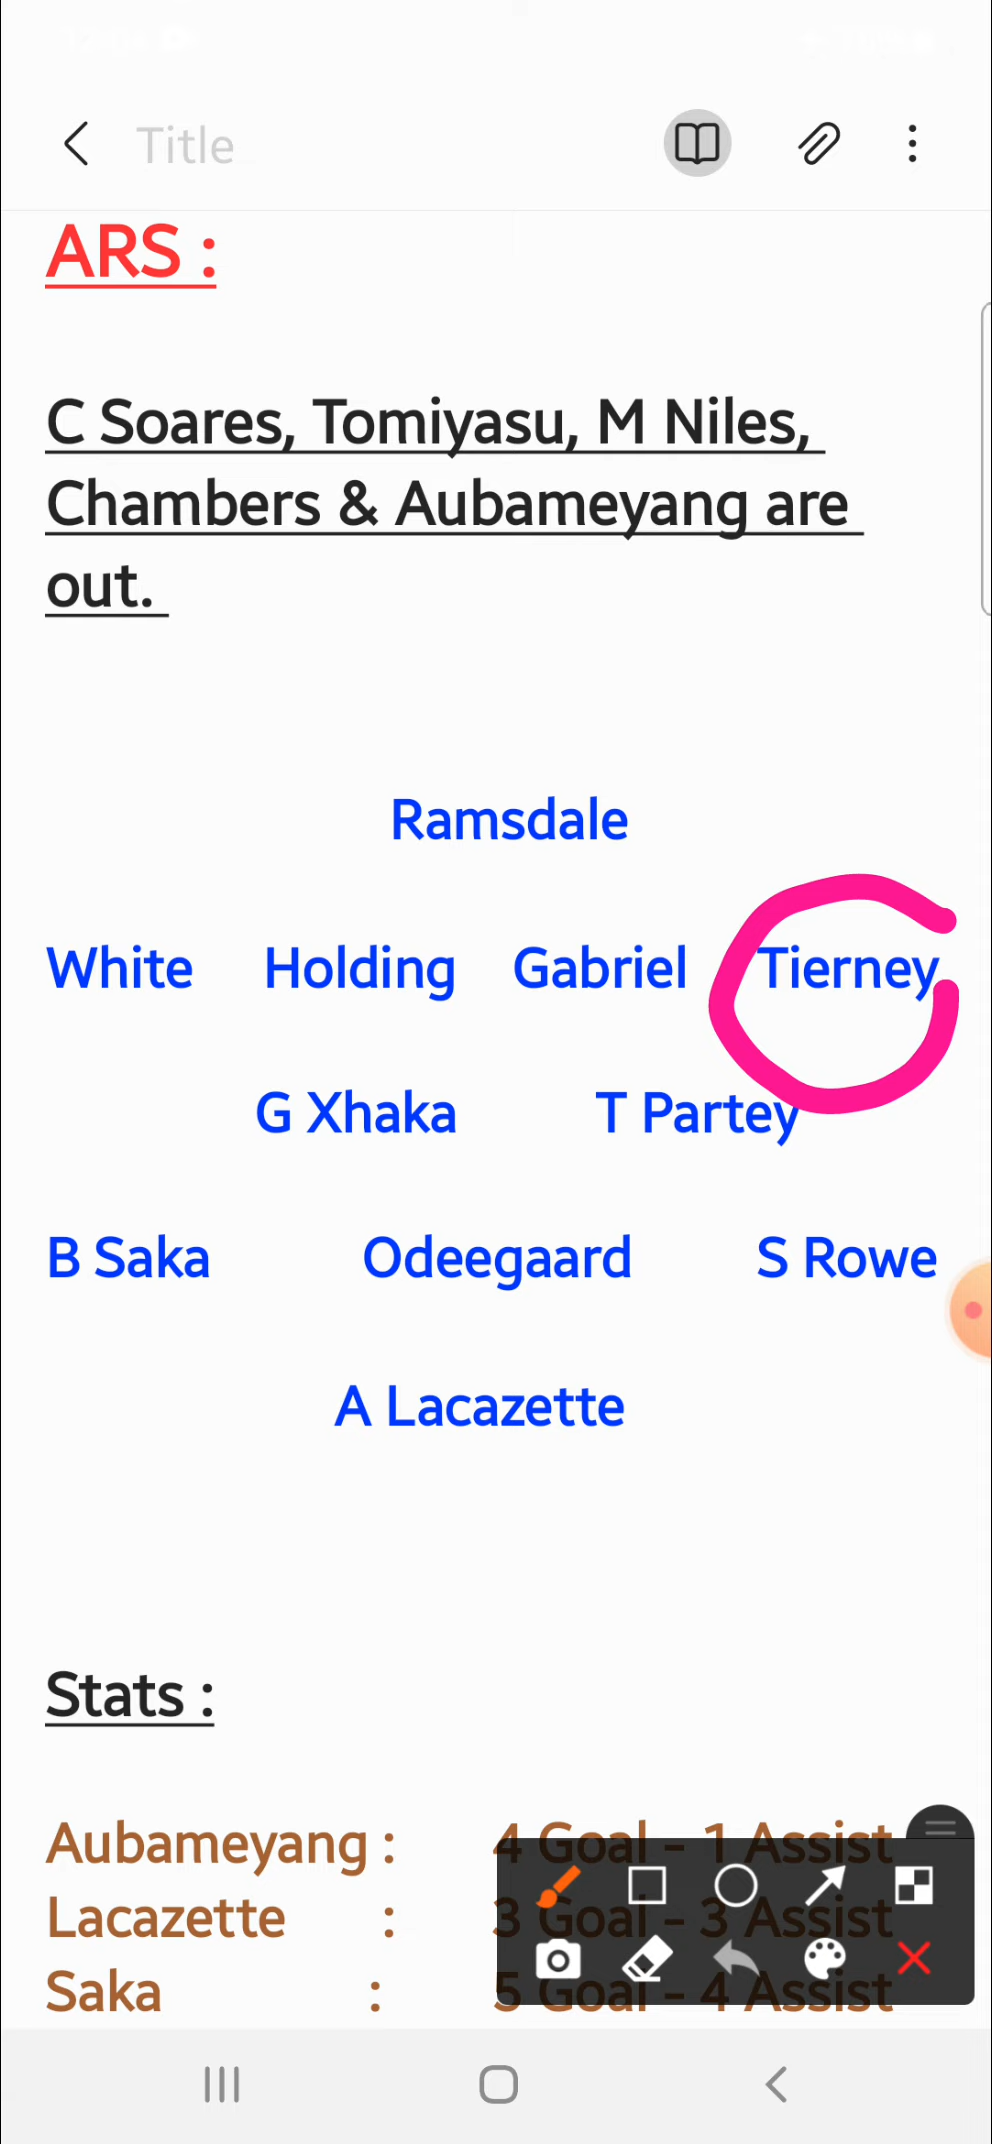 Title
ARS :
C Soares, Tomiyasu, M Niles,
Chambers & Aubameyang are
out.
Ramsdale
White Holding Gabriel Tierney
G Xhaka T Partey
B Saka Odeegaard S Rowe
A Lacazette
Stats :
Aubameyang : 4 Goal - 1 Assist
Lacazette : 3 Goal - 3 Assist
Saka : 5 Goal - 4 Assist